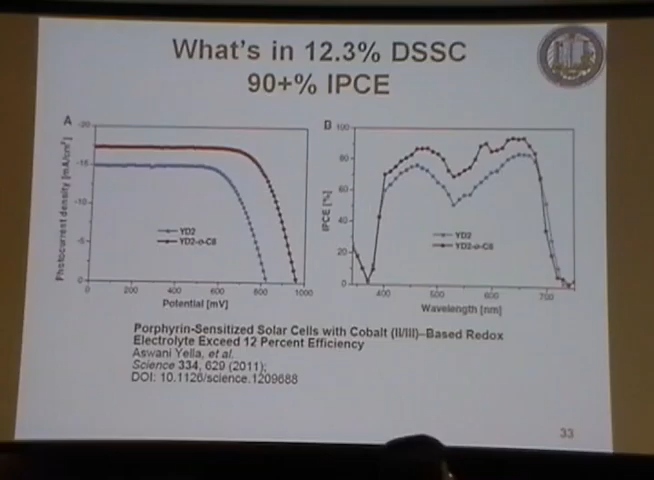 What's in 12.3% DSSC
90+% IPCE
A
-20
-15
-10
-5
0
Photocurrent density [mA/cm²]
YD2
YD2-o-C8
0 200 400 600 800 1000
Potential [mV]
B
100
80
60
40
20
0
IPCE [%]
YD2
YD2-o-C8
400 500 600 700
Wavelength [nm]
Porphyrin-Sensitized Solar Cells with Cobalt (II/III)–Based Redox
Electrolyte Exceed 12 Percent Efficiency
Aswani Yella, et al.
Science 334, 629 (2011);
DOI: 10.1126/science.1209688
33